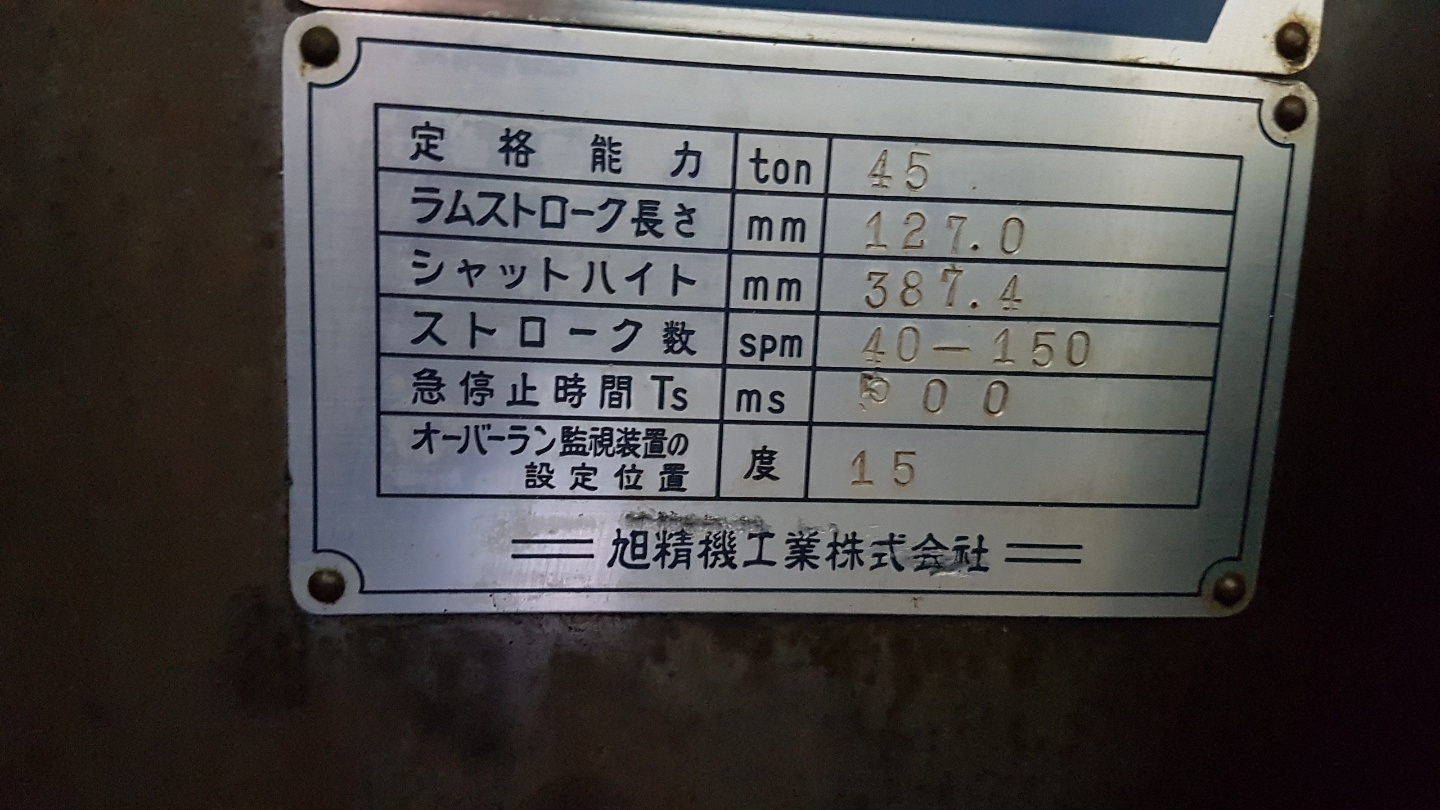 定格能力 ton 45
ラムストローク長さ mm 127.0
シャットハイト mm 387.4
ストローク数 spm 40-150
急停止時間 Ts ms
オーバーラン監視装置の
設定位置 度 15
旭精機工業株式会社